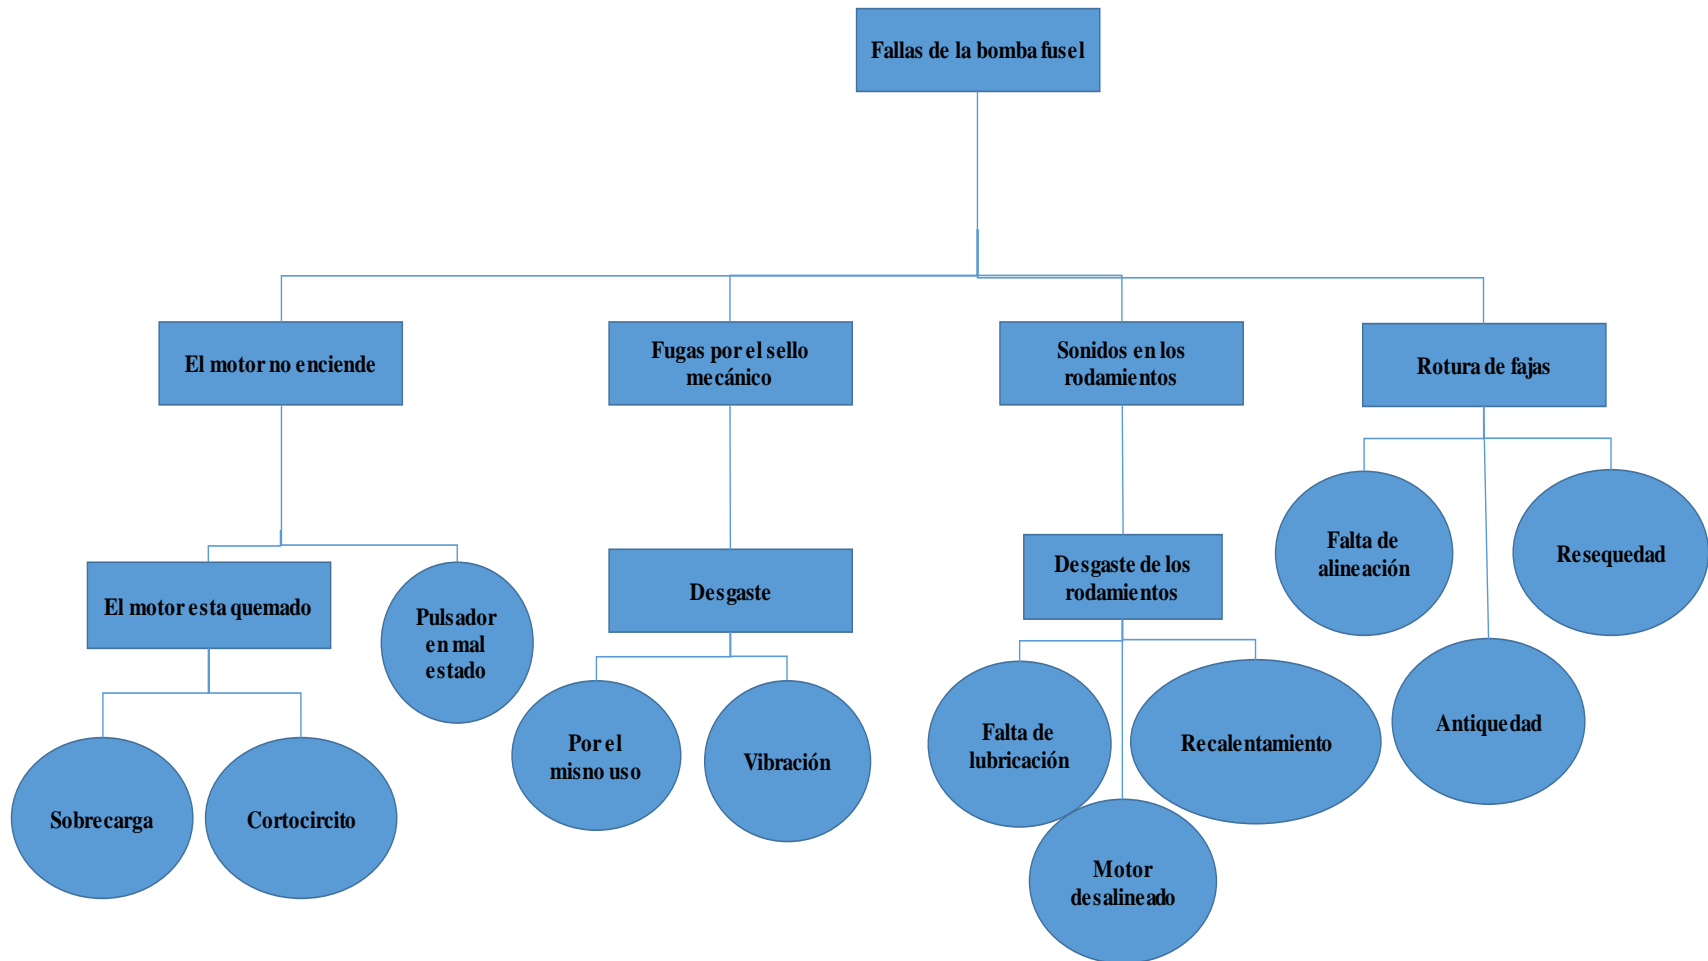 Fallas de la bomba fusel
El motor no enciende
Fugas por el sello
mecánico
Sonidos en los
rodamientos
Rotura de fajas
El motor esta quemado
Pulsador
en mal
estado
Desgaste
Desgaste de los
rodamientos
Falta de
alineación
Resequedad
Sobrecarga
Cortocircito
Por el
misno uso
Vibración
Falta de
lubricación
Motor
desalineado
Recalentamiento
Antiquedad